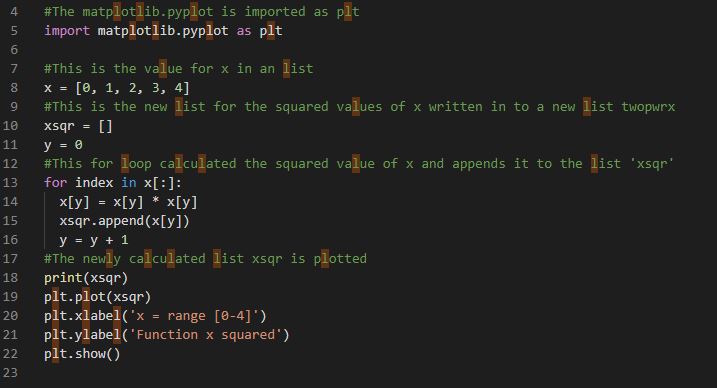 4 #The matplotlib.pyplot is imported as plt
5 import matplotlib.pyplot as plt
6
7 #This is the value for x in an list
8 x = [0, 1, 2, 3, 4]
9 #This is the new list for the squared values of x written in to a new list twopwrx
10 xsqr = []
11 y = 0
12 #This for loop calculated the squared value of x and appends it to the list 'xsqr'
13 for index in x[:]:
14   x[y] = x[y] * x[y]
15   xsqr.append(x[y])
16   y = y + 1
17 #The newly calculated list xsqr is plotted
18 print(xsqr)
19 plt.plot(xsqr)
20 plt.xlabel('x = range [0-4]')
21 plt.ylabel('Function x squared')
22 plt.show()
23